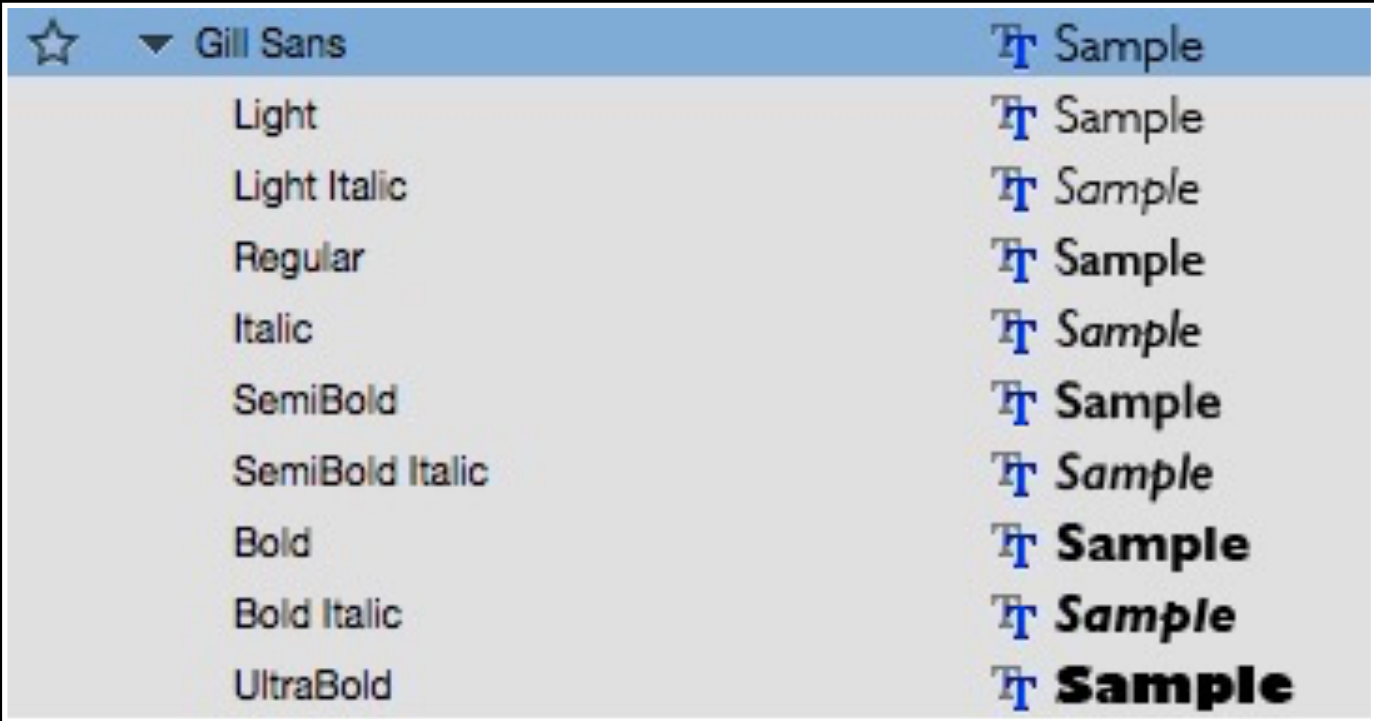 Gill Sans Sample
Light Sample
Light Italic Sample
Regular Sample
Italic Sample
SemiBold Sample
SemiBold Italic Sample
Bold Sample
Bold Italic Sample
UltraBold Sample